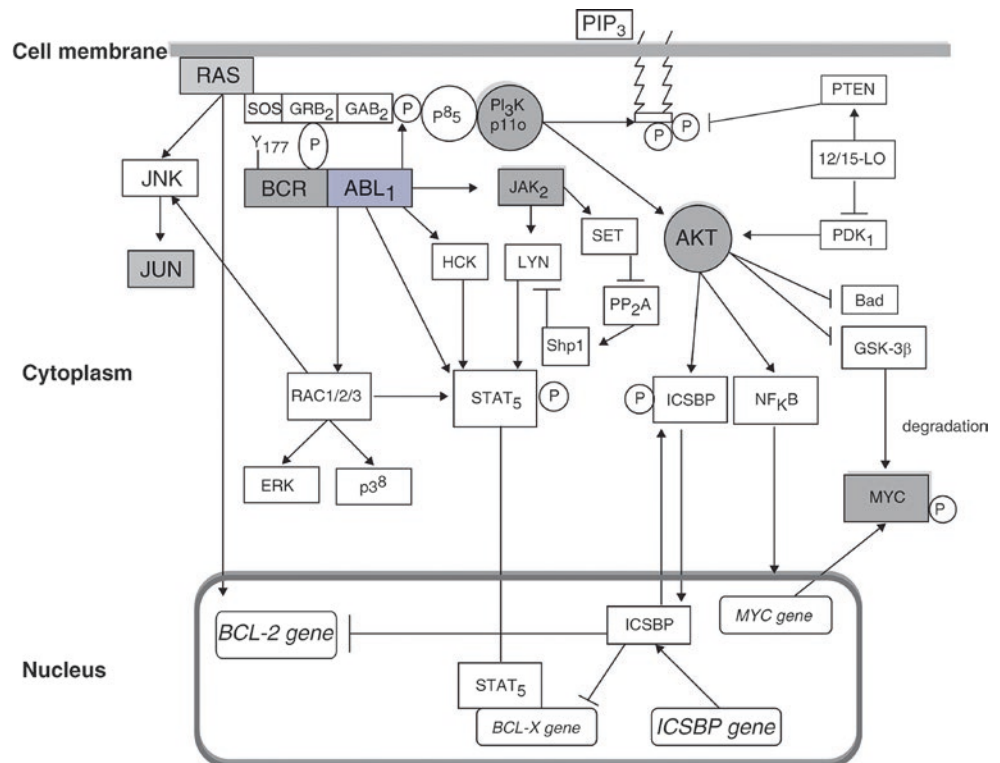 PIP₃
Cell membrane
RAS
SOS GRB₂ GAB₂ P P⁸5 PI₃K
p11o
P P
PTEN
Y₁₇₇ P
12/15-LO
JNK
BCR ABL₁
JAK₂
SET
AKT
PDK₁
HCK LYN
JUN
PP₂A
Bad
Shp1
GSK-3β
Cytoplasm
RAC1/2/3
STAT₅ P
P ICSBP NFκB
degradation
ERK p3⁸
MYC P
BCL-2 gene
ICSBP
MYC gene
Nucleus
STAT₅
BCL-X gene
ICSBP gene